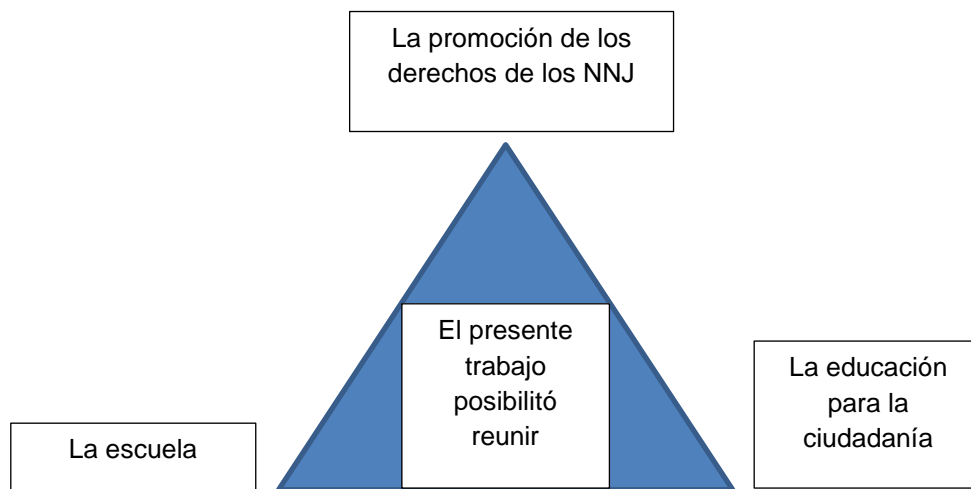 La promoción de los
derechos de los NNJ
El presente
trabajo
posibilitó
reunir
La educación
para la
ciudadanía
La escuela